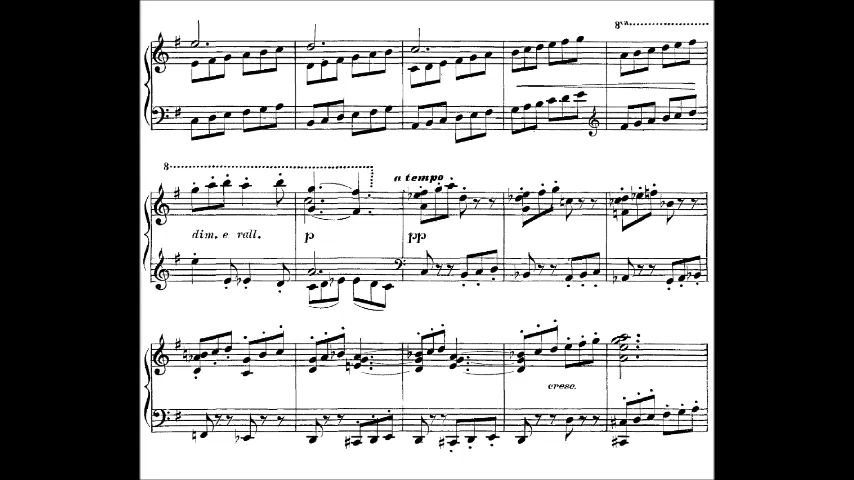 8va
8 a tempo
dim. e rall. p pp
cresc.